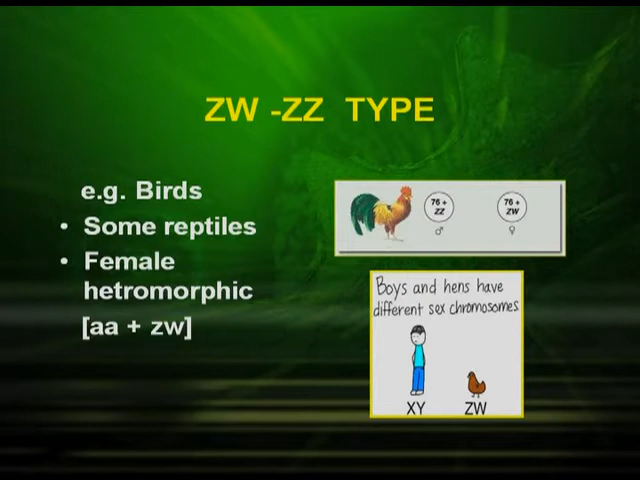 ZW -ZZ TYPE
e.g. Birds
• Some reptiles
• Female
hetromorphic
[aa + zw]
76 +
ZZ
♂
76 +
ZW
♀
Boys and hens have
different sex chromosomes.
XY
ZW